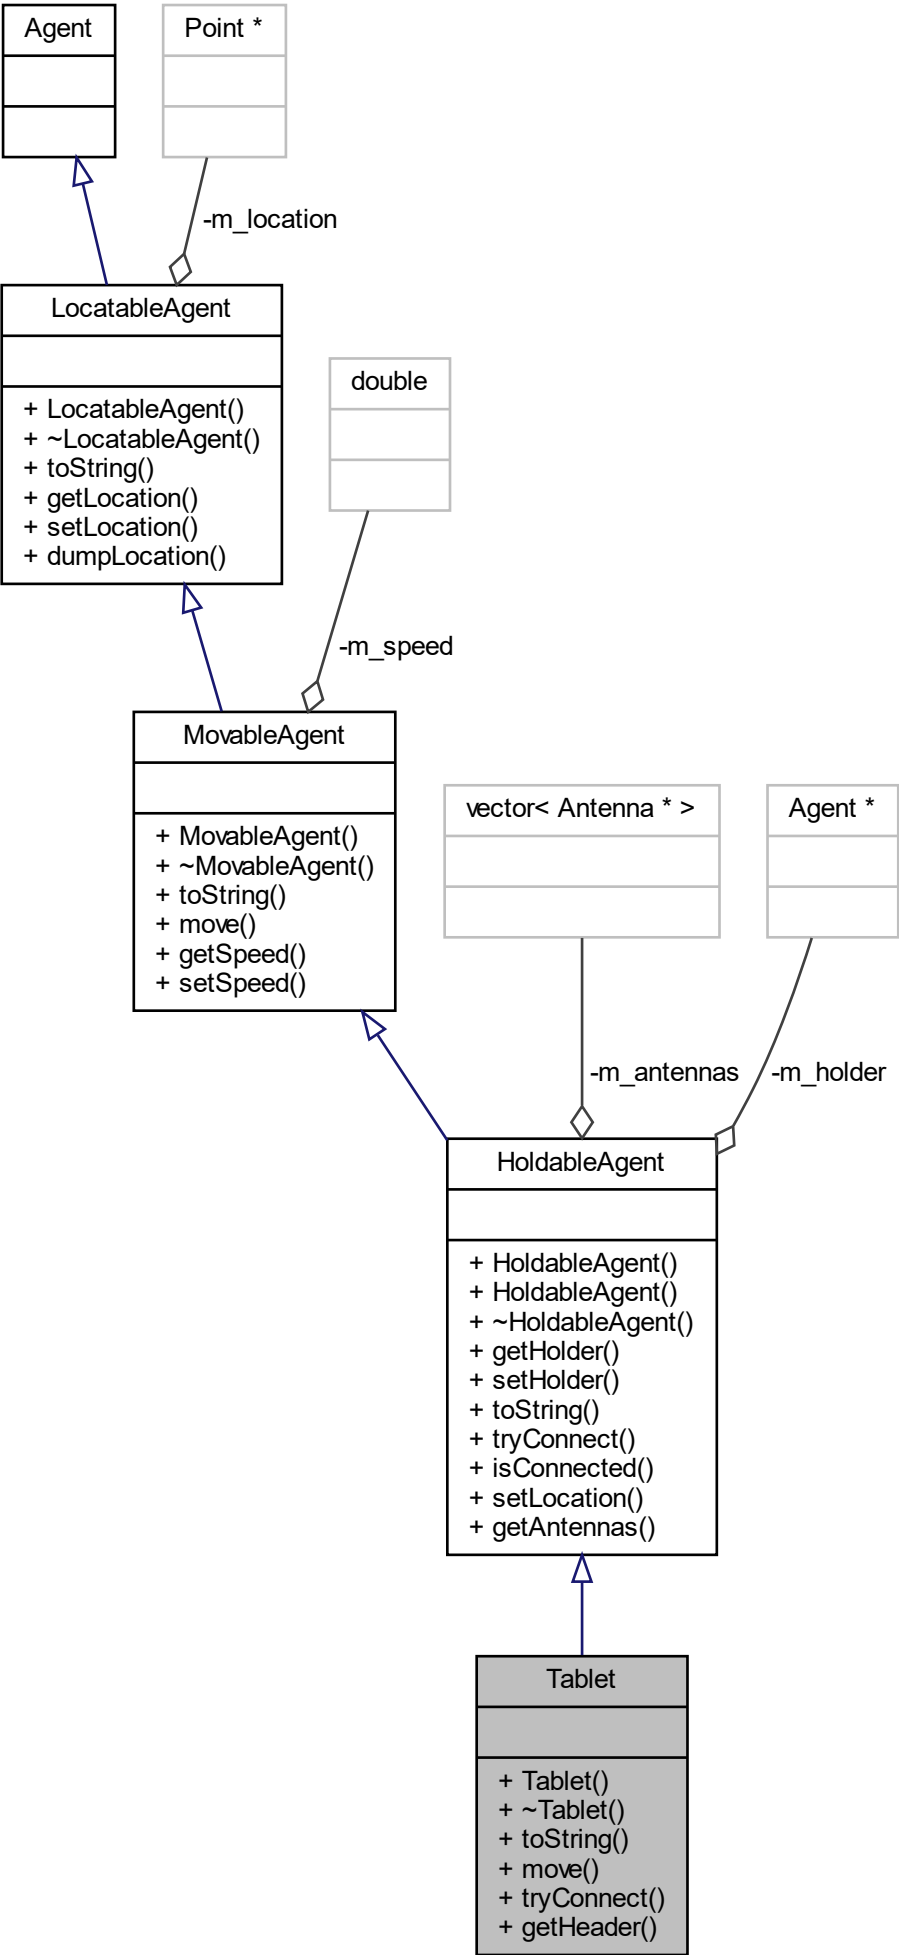 Agent
Point *
-m_location
LocatableAgent
+ LocatableAgent()
+ ~LocatableAgent()
+ toString()
+ getLocation()
+ setLocation()
+ dumpLocation()
double
-m_speed
MovableAgent
+ MovableAgent()
+ ~MovableAgent()
+ toString()
+ move()
+ getSpeed()
+ setSpeed()
vector< Antenna * >
Agent *
-m_antennas
-m_holder
HoldableAgent
+ HoldableAgent()
+ HoldableAgent()
+ ~HoldableAgent()
+ getHolder()
+ setHolder()
+ toString()
+ tryConnect()
+ isConnected()
+ setLocation()
+ getAntennas()
Tablet
+ Tablet()
+ ~Tablet()
+ toString()
+ move()
+ tryConnect()
+ getHeader()